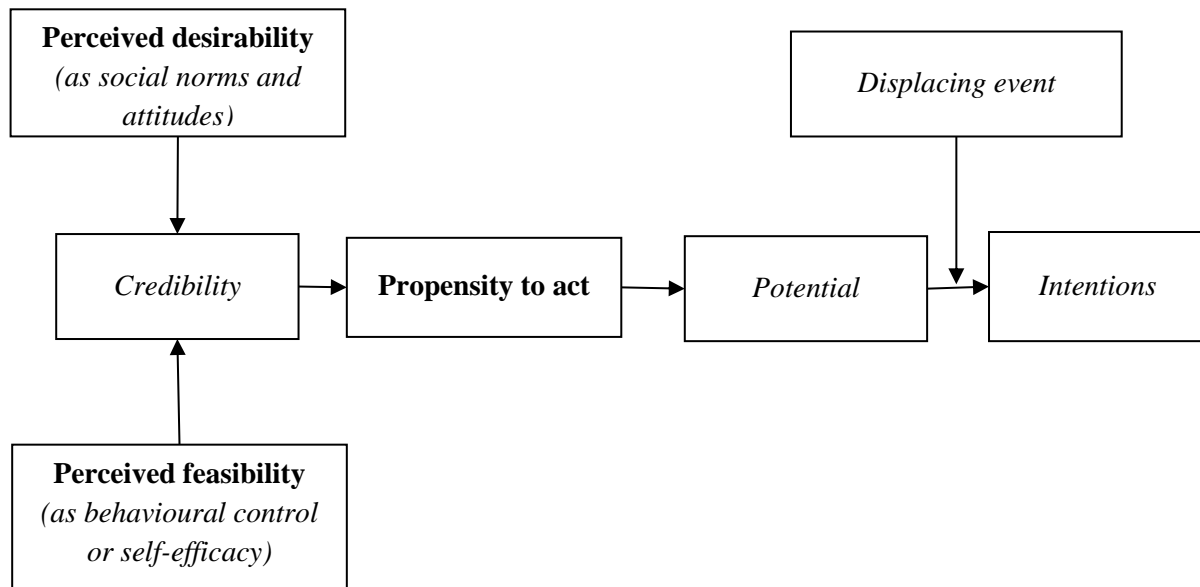 Perceived desirability
(as social norms and
attitudes)
Displacing event
Credibility
Propensity to act
Potential
Intentions
Perceived feasibility
(as behavioural control
or self-efficacy)